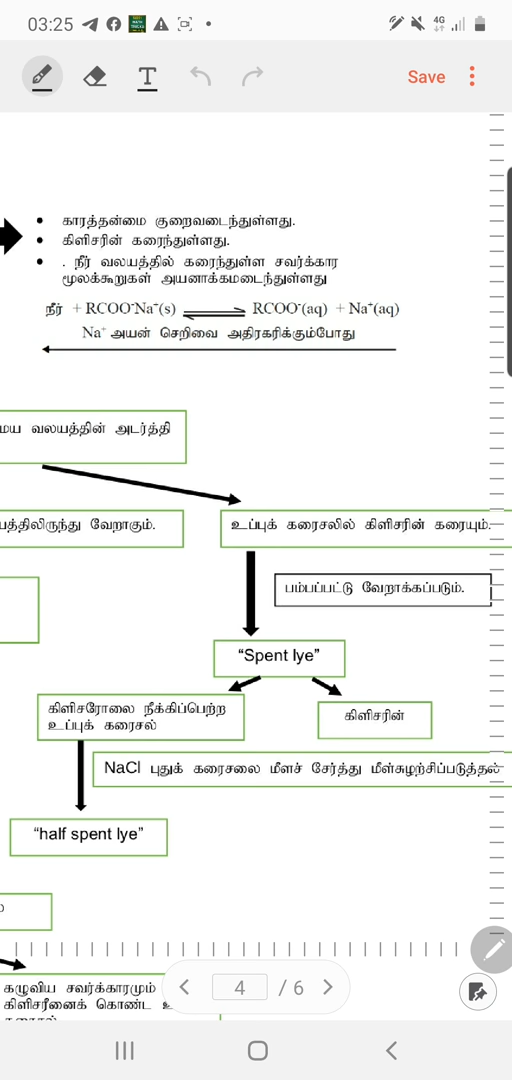 03:25
4G
T
Save
• காரத்தன்மை குறைவடைந்துள்ளது.
• கிளிசரின் கரைந்துள்ளது.
• . நீர் வலயத்தில் கரைந்துள்ள சவர்க்கார
மூலக்கூறுகள் அயனாக்கமடைந்துள்ளது
நீர் + RCOO⁻Na⁺(s) ⇌ RCOO⁻(aq) + Na⁺(aq)
Na⁺ அயன் செறிவை அதிரகரிக்கும்போது
மய வலயத்தின் அடர்த்தி
பத்திலிருந்து வேறாகும்.
உப்புக் கரைசலில் கிளிசரின் கரையும்.
பம்பப்பட்டு வேறாக்கப்படும்.
“Spent lye”
கிளிசரோலை நீக்கிப்பெற்ற
உப்புக் கரைசல்
கிளிசரின்
NaCl புதுக் கரைசலை மீளச் சேர்த்து மீள்சுழற்சிப்படுத்தல்
“half spent lye”
கழுவிய சவர்க்காரமும்
கிளிசரீனைக் கொண்ட உ
4 / 6